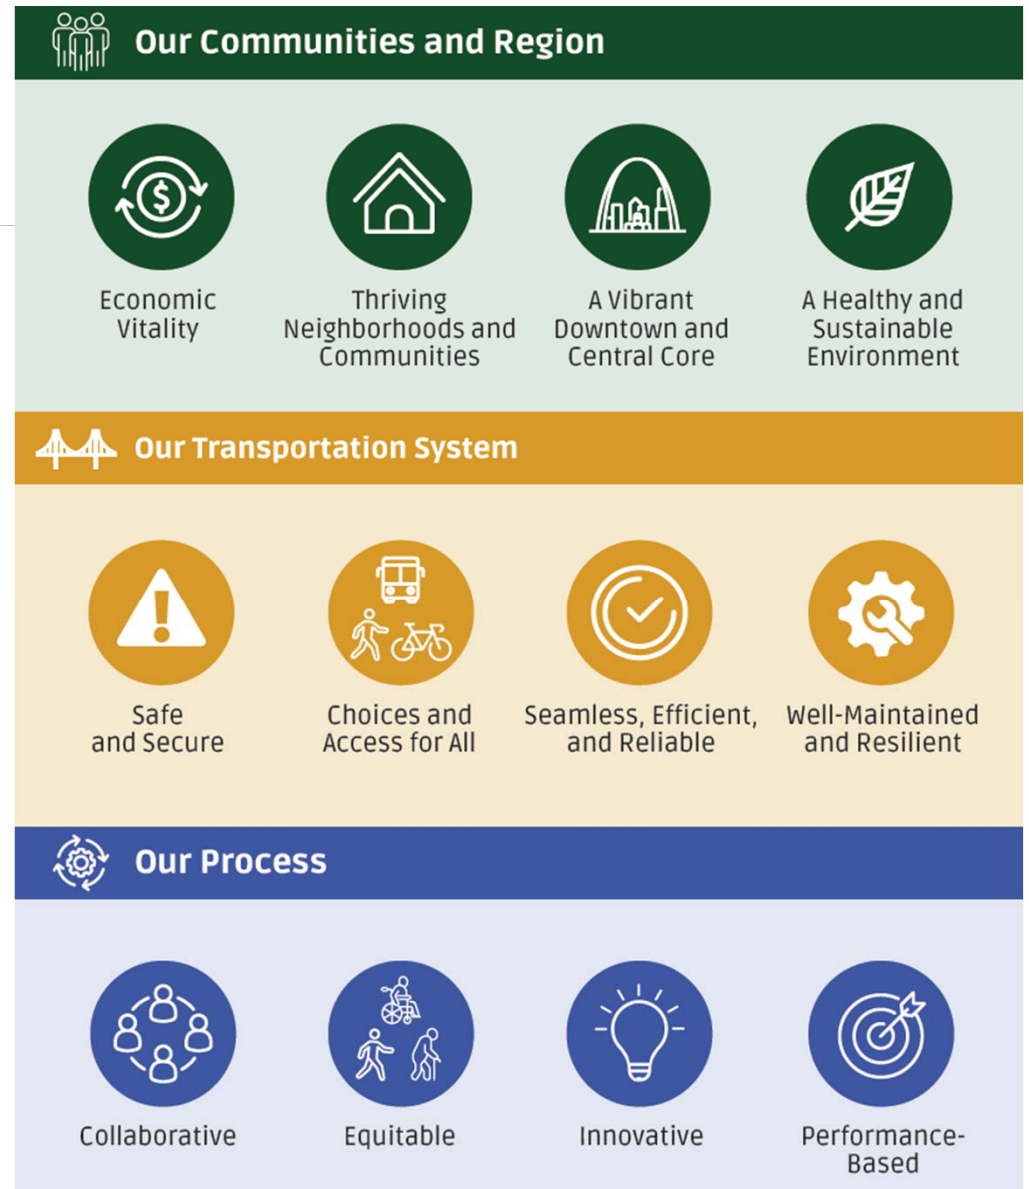 Our Communities and Region
Economic
Vitality
Thriving
Neighborhoods and
Communities
A Vibrant
Downtown and
Central Core
A Healthy and
Sustainable
Environment
Our Transportation System
Safe
and Secure
Choices and
Access for All
Seamless, Efficient,
and Reliable
Well-Maintained
and Resilient
Our Process
Collaborative
Equitable
Innovative
Performance-
Based